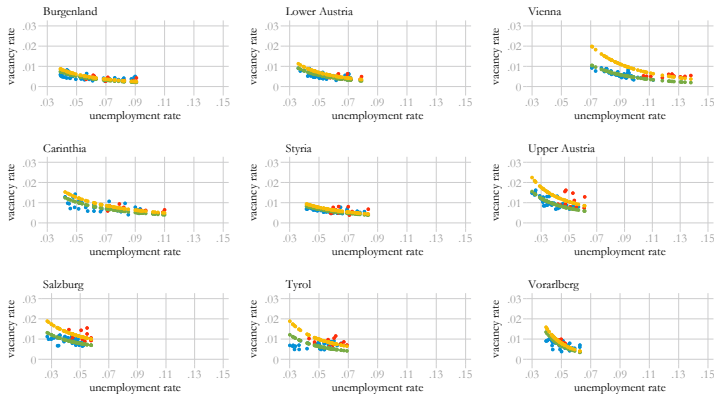 Burgenland
Lower Austria
Vienna
vacancy rate
.03
.02
.01
0
.03 .05 .07 .09 .11 .13 .15
unemployment rate
vacancy rate
.03
.02
.01
0
.03 .05 .07 .09 .11 .13 .15
unemployment rate
vacancy rate
.03
.02
.01
0
.03 .05 .07 .09 .11 .13 .15
unemployment rate
Carinthia
Styria
Upper Austria
vacancy rate
.03
.02
.01
0
.03 .05 .07 .09 .11 .13 .15
unemployment rate
vacancy rate
.03
.02
.01
0
.03 .05 .07 .09 .11 .13 .15
unemployment rate
vacancy rate
.03
.02
.01
0
.03 .05 .07 .09 .11 .13 .15
unemployment rate
Salzburg
Tyrol
Vorarlberg
vacancy rate
.03
.02
.01
0
.03 .05 .07 .09 .11 .13 .15
unemployment rate
vacancy rate
.03
.02
.01
0
.03 .05 .07 .09 .11 .13 .15
unemployment rate
vacancy rate
.03
.02
.01
0
.03 .05 .07 .09 .11 .13 .15
unemployment rate